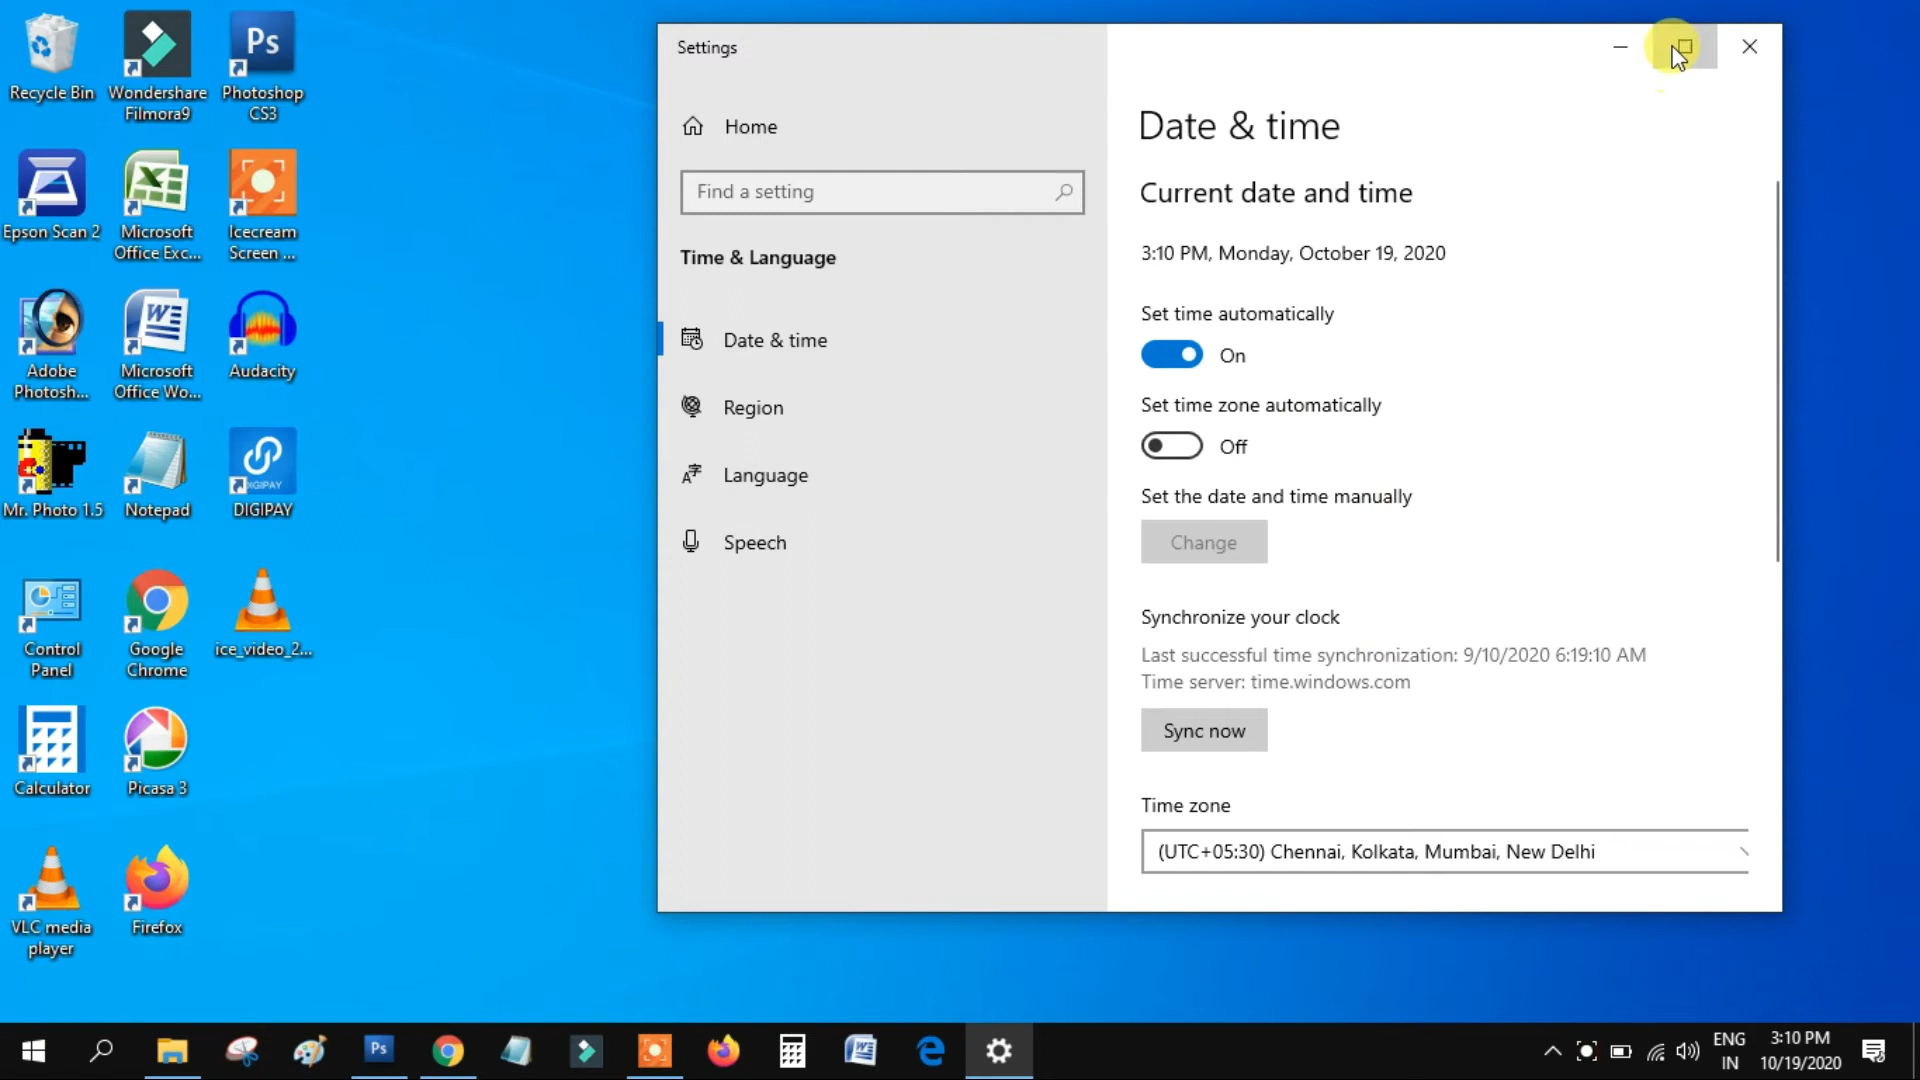 Recycle Bin
Wondershare
Filmora9
Ps
Photoshop
CS3
Epson Scan 2
Microsoft
Office Exc...
Icecream
Screen ...
Adobe
Photosh...
Microsoft
Office Wo...
Audacity
Mr. Photo 1.5
Notepad
DIGIPAY
Control
Panel
Google
Chrome
ice_video_2...
Calculator
Picasa 3
VLC media
player
Firefox
Settings
Home
Find a setting
Time & Language
Date & time
Region
Language
Speech
Date & time
Current date and time
3:10 PM, Monday, October 19, 2020
Set time automatically
On
Set time zone automatically
Off
Set the date and time manually
Change
Synchronize your clock
Last successful time synchronization: 9/10/2020 6:19:10 AM
Time server: time.windows.com
Sync now
Time zone
(UTC+05:30) Chennai, Kolkata, Mumbai, New Delhi
Ps
ENG
IN
3:10 PM
10/19/2020